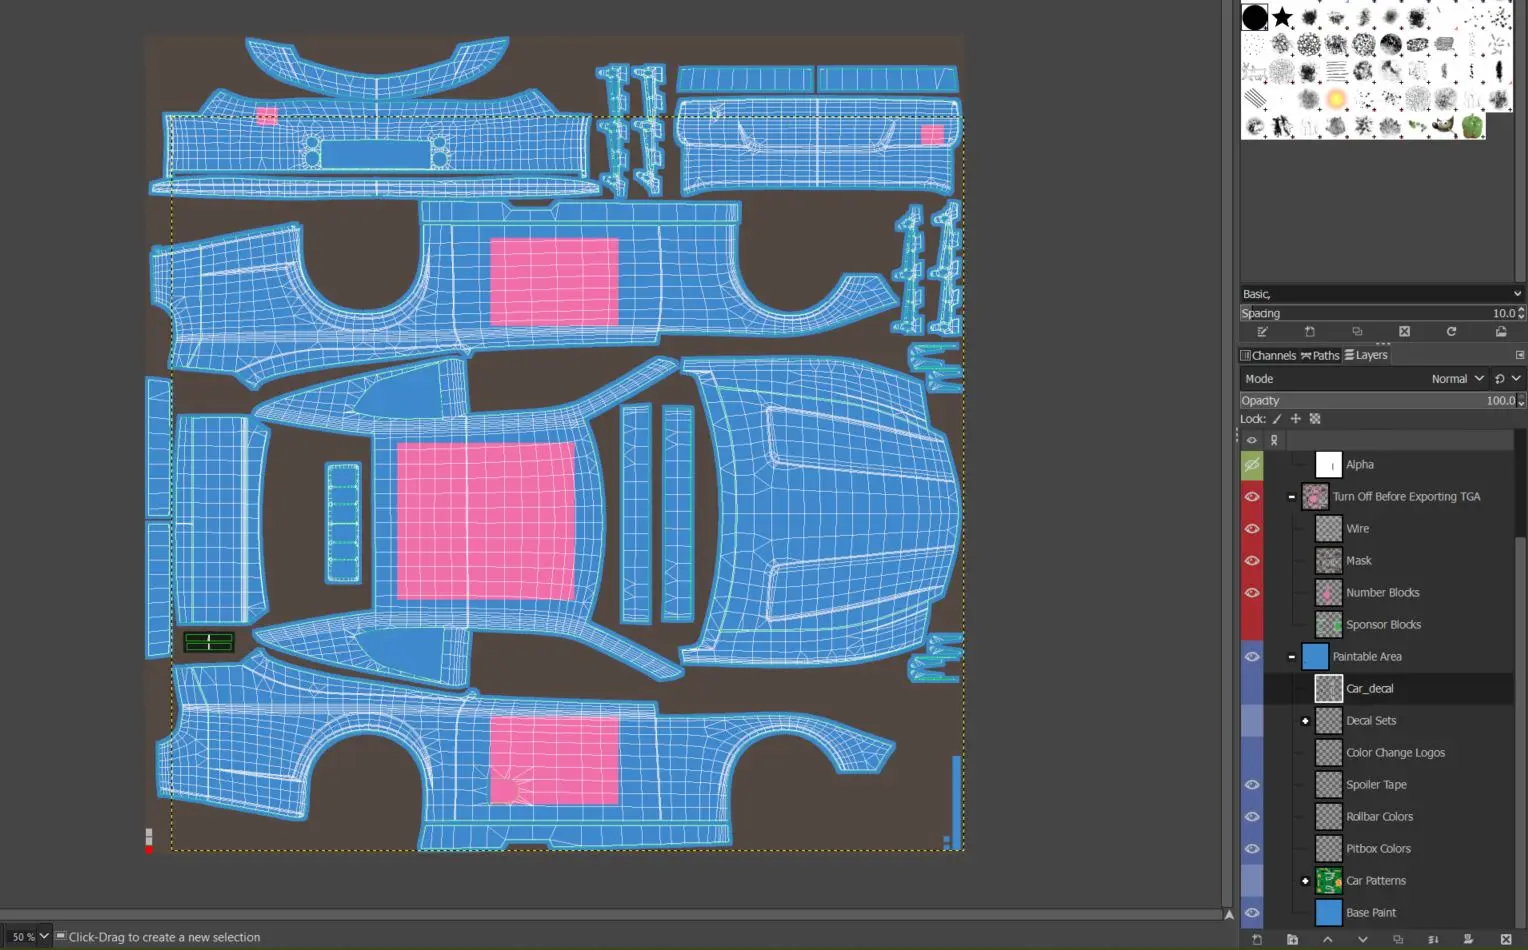 Basic,
Spacing 10.0
Channels Paths Layers
Mode Normal
Opacity 100.0
Lock:
Alpha
Turn Off Before Exporting TGA
Wire
Mask
Number Blocks
Sponsor Blocks
Paintable Area
Car_decal
Decal Sets
Color Change Logos
Spoiler Tape
Rollbar Colors
Pitbox Colors
Car Patterns
Base Paint
50 % Click-Drag to create a new selection